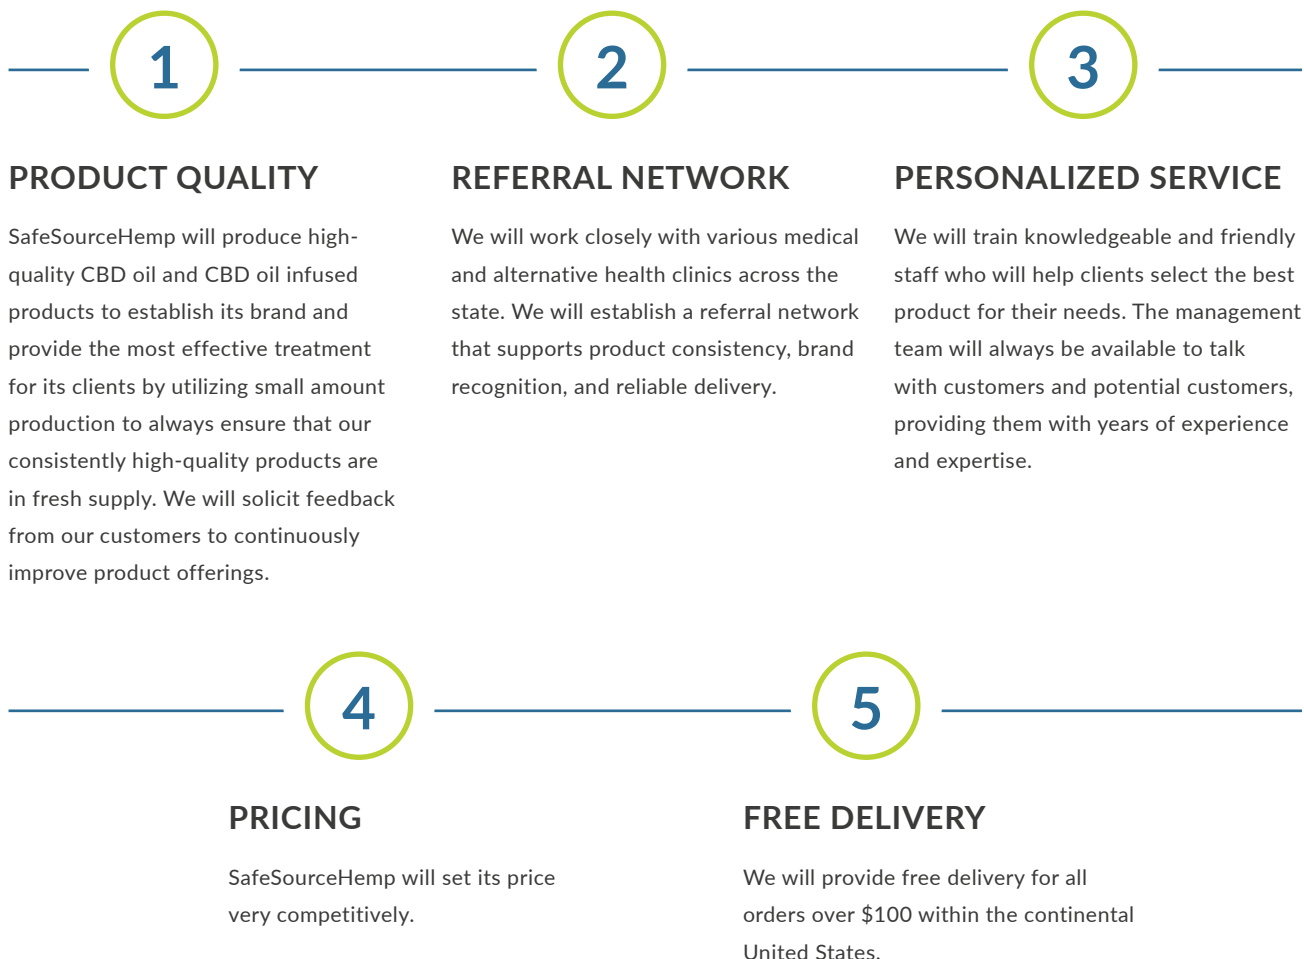 1
PRODUCT QUALITY
SafeSourceHemp will produce high-
quality CBD oil and CBD oil infused
products to establish its brand and
provide the most effective treatment
for its clients by utilizing small amount
production to always ensure that our
consistently high-quality products are
in fresh supply. We will solicit feedback
from our customers to continuously
improve product offerings.
2
REFERRAL NETWORK
We will work closely with various medical
and alternative health clinics across the
state. We will establish a referral network
that supports product consistency, brand
recognition, and reliable delivery.
3
PERSONALIZED SERVICE
We will train knowledgeable and friendly
staff who will help clients select the best
product for their needs. The management
team will always be available to talk
with customers and potential customers,
providing them with years of experience
and expertise.
4
PRICING
SafeSourceHemp will set its price
very competitively.
5
FREE DELIVERY
We will provide free delivery for all
orders over $100 within the continental
United States.